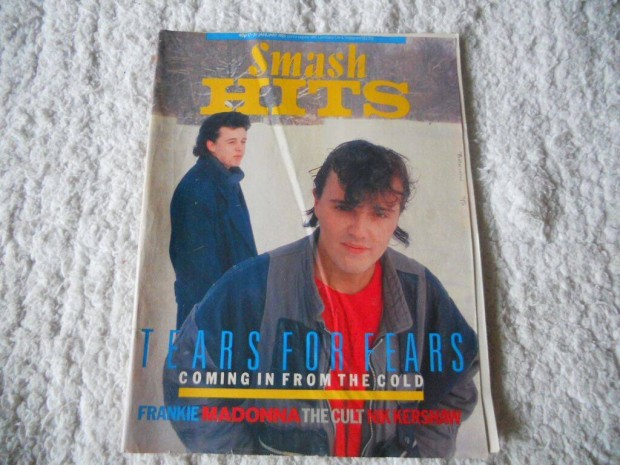 Smash
HITS
TEARS FOR FEARS
COMING IN FROM THE COLD
FRANKIE MADONNA THE CULT NIK KERSHAW